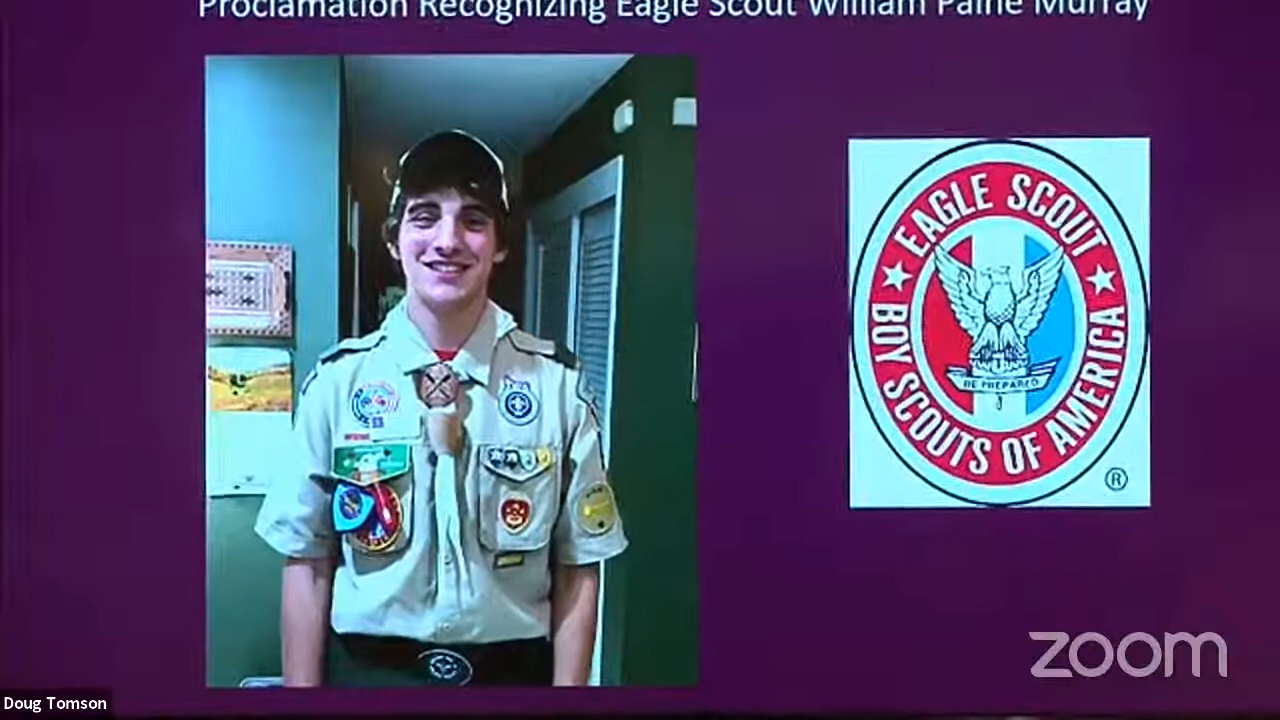 Proclamation Recognizing Eagle Scout William Paine Murray
EAGLE SCOUT
BOY SCOUTS OF AMERICA
BE PREPARED
®
zoom
Doug Tomson